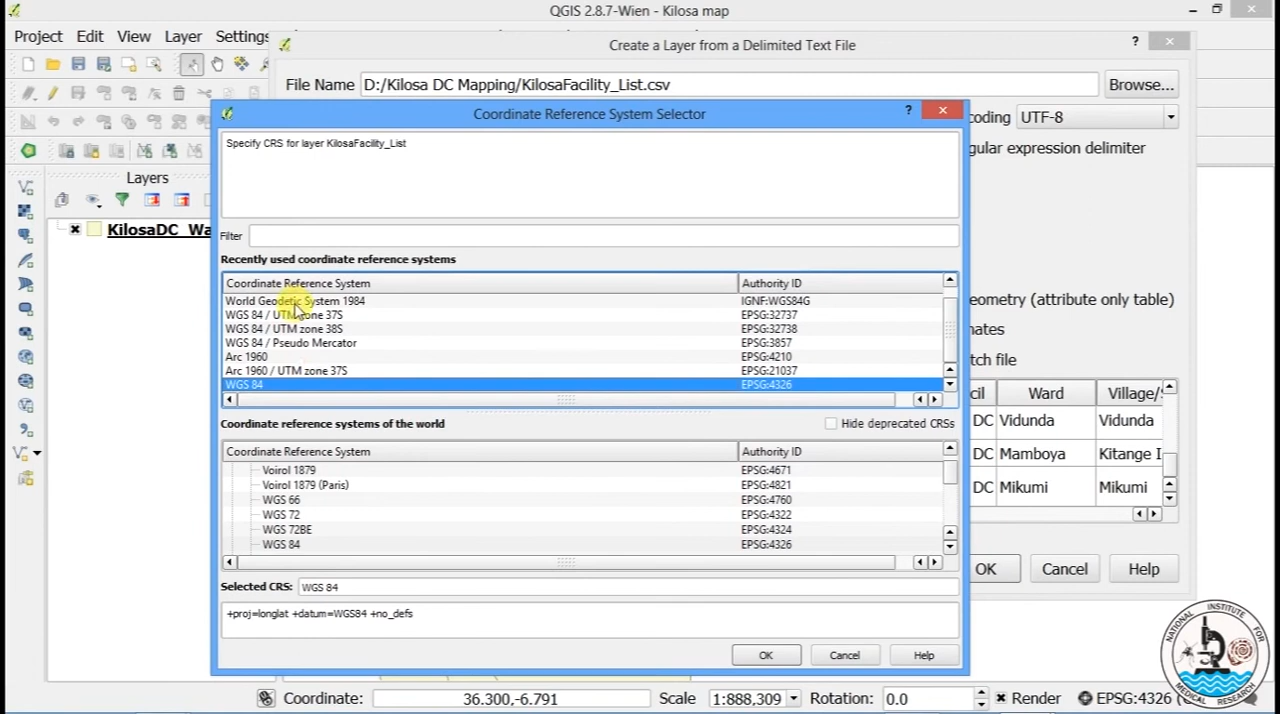 QGIS 2.8.7-Wien - Kilosa map
Project Edit View Layer Settings
Create a Layer from a Delimited Text File
?
File Name D:/Kilosa DC Mapping/KilosaFacility_List.csv Browse...
Coordinate Reference System Selector
?
coding UTF-8
gular expression delimiter
Specify CRS for layer KilosaFacility_List
Layers
KilosaDC_Wa
Filter
Recently used coordinate reference systems
Coordinate Reference System Authority ID
World Geodetic System 1984 IGNF:WGS84G
WGS 84 / UTM zone 37S EPSG:32737
WGS 84 / UTM zone 38S EPSG:32738
WGS 84 / Pseudo Mercator EPSG:3857
Arc 1960 EPSG:4210
Arc 1960 / UTM zone 37S EPSG:21037
WGS 84 EPSG:4326
eometry (attribute only table)
nates
tch file
cil Ward Village/S
DC Vidunda Vidunda
DC Mamboya Kitange I
DC Mikumi Mikumi
Coordinate reference systems of the world Hide deprecated CRSs
Coordinate Reference System Authority ID
Voirol 1879 EPSG:4671
Voirol 1879 (Paris) EPSG:4821
WGS 66 EPSG:4760
WGS 72 EPSG:4322
WGS 72BE EPSG:4324
WGS 84 EPSG:4326
OK Cancel Help
Selected CRS: WGS 84
+proj=longlat +datum=WGS84 +no_defs
OK Cancel Help
NATIONAL INSTITUTE FOR MEDICAL RESEARCH
Coordinate: 36.300,-6.791 Scale 1:888,309 Rotation: 0.0 Render EPSG:4326